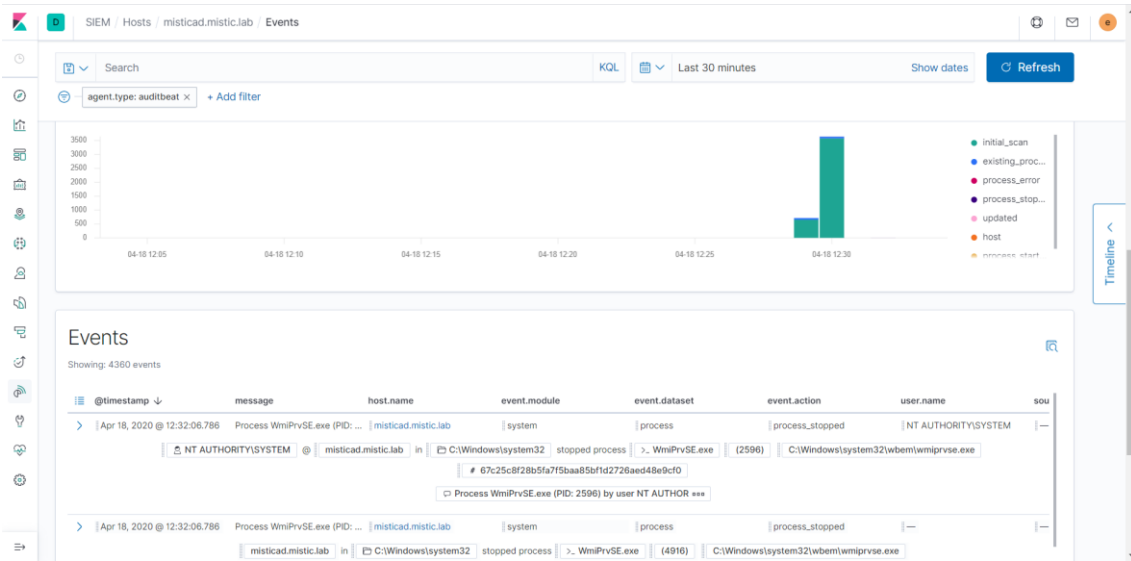 D SIEM / Hosts / misticad.mistic.lab / Events e
Search KQL Last 30 minutes Show dates Refresh
agent.type: auditbeat × + Add filter
3500
3000
2500
2000
1500
1000
500
0
04-18 12:05 04-18 12:10 04-18 12:15 04-18 12:20 04-18 12:25 04-18 12:30
initial_scan
existing_proc...
process_error
process_stop...
updated
host
process_start
Timeline
Events
Showing: 4360 events
@timestamp message host.name event.module event.dataset event.action user.name sou
Apr 18, 2020 @ 12:32:06.786 Process WmiPrvSE.exe (PID: ... misticad.mistic.lab system process process_stopped NT AUTHORITY\SYSTEM —
NT AUTHORITY\SYSTEM @ misticad.mistic.lab in C:\Windows\system32 stopped process >_ WmiPrvSE.exe (2596) C:\Windows\system32\wbem\wmiprvse.exe
# 67c25c8f28b5fa7f5baa85bf1d2726aed48e9cf0
Process WmiPrvSE.exe (PID: 2596) by user NT AUTHOR
Apr 18, 2020 @ 12:32:06.786 Process WmiPrvSE.exe (PID: ... misticad.mistic.lab system process process_stopped — —
misticad.mistic.lab in C:\Windows\system32 stopped process >_ WmiPrvSE.exe (4916) C:\Windows\system32\wbem\wmiprvse.exe